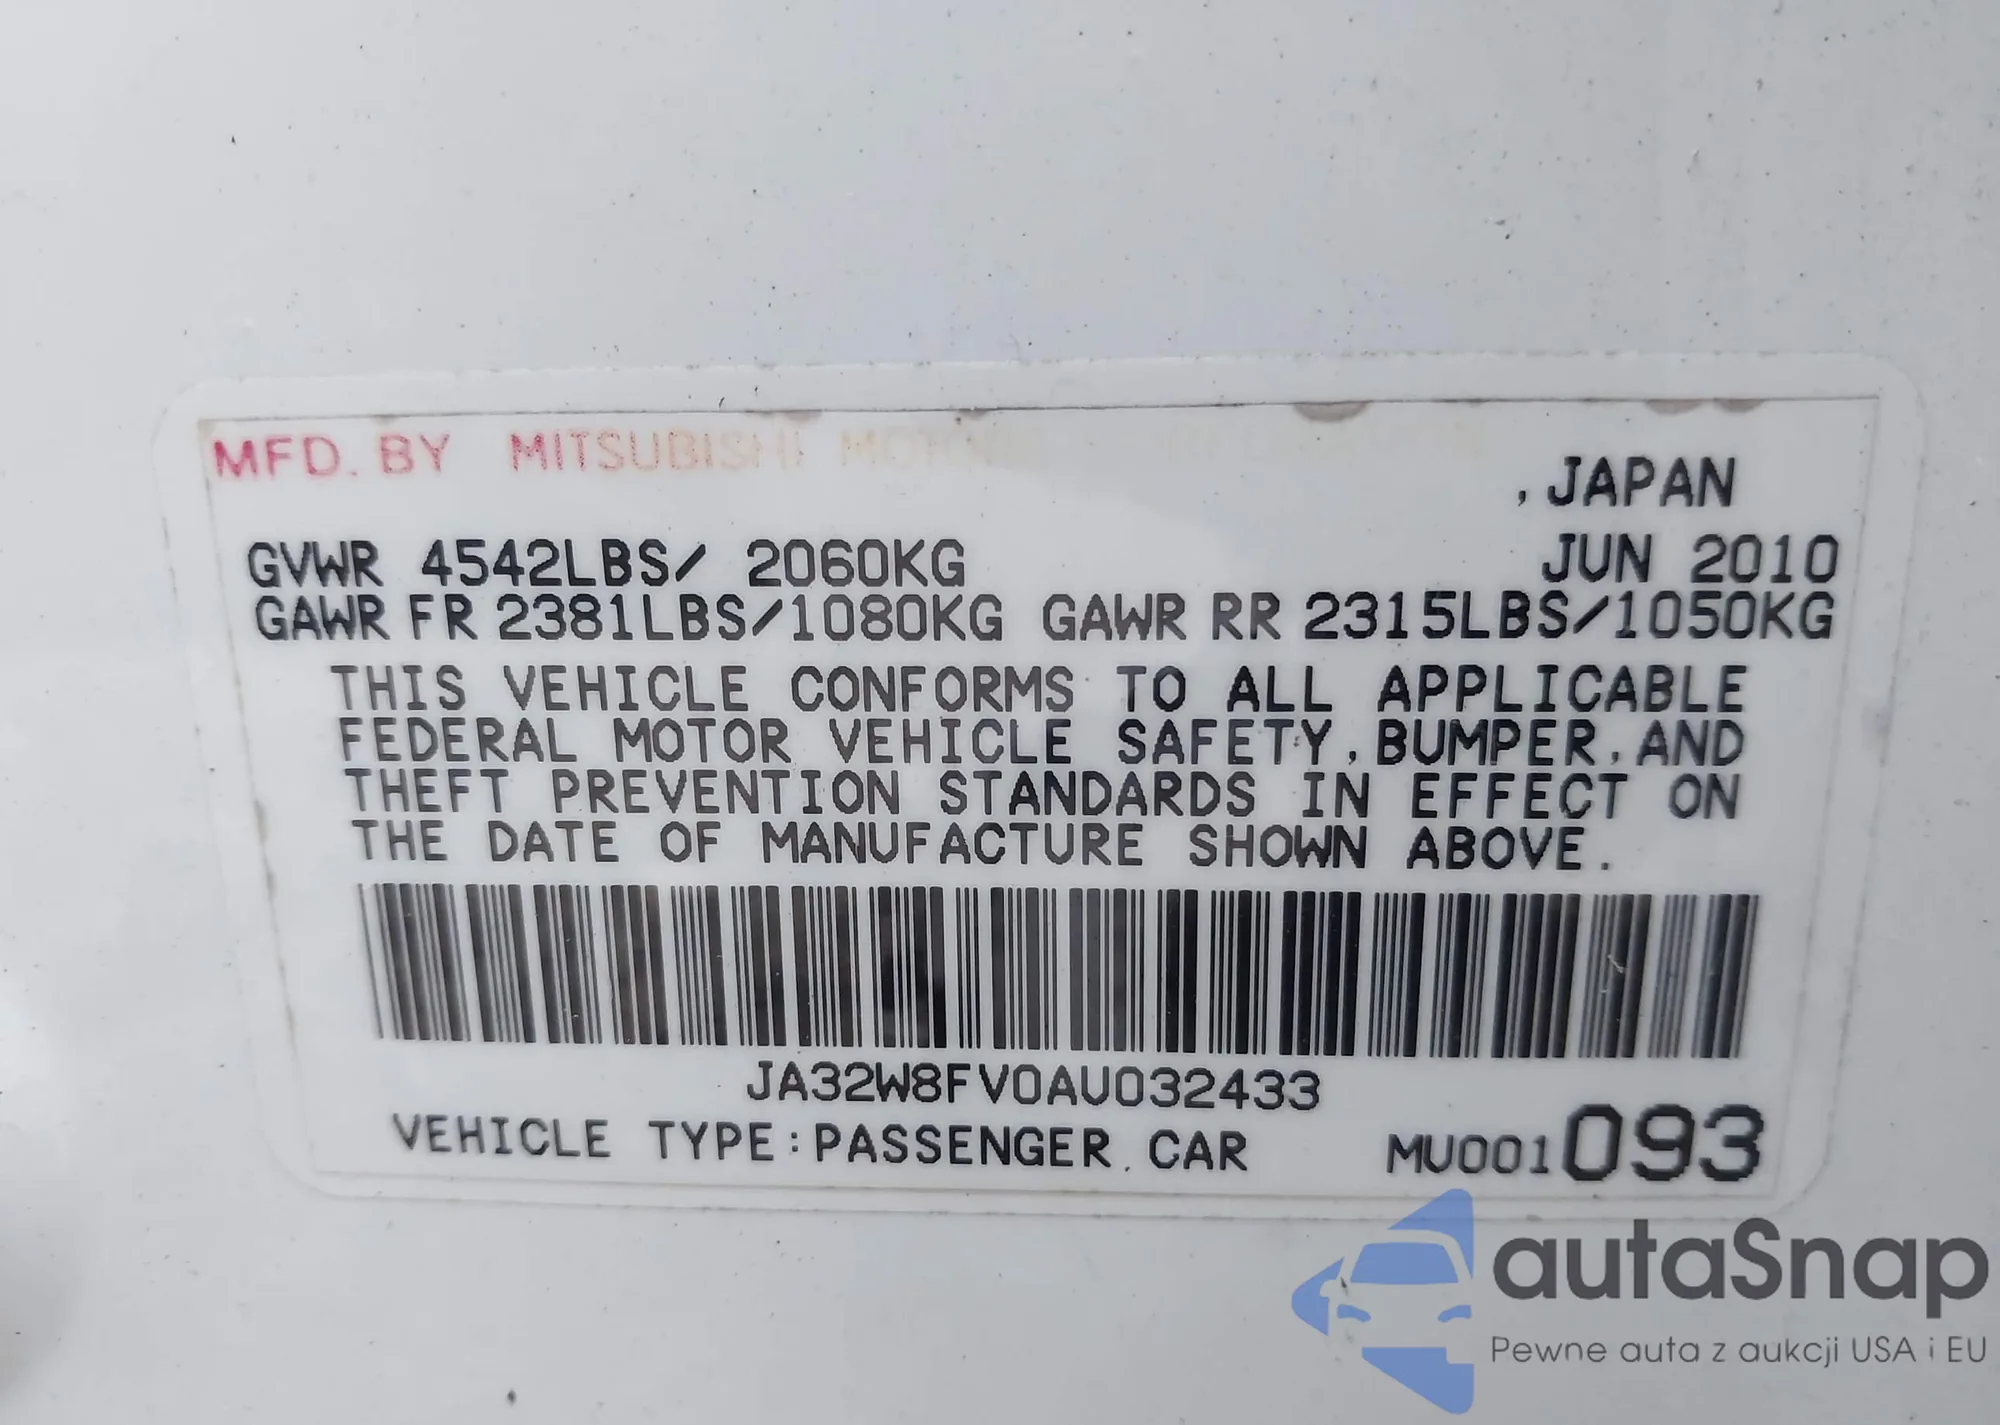 MFD. BY MITSUBISHI MOTORS
, JAPAN
GVWR 4542LBS/ 2060KG JUN 2010
GAWR FR 2381LBS/1080KG GAWR RR 2315LBS/1050KG
THIS VEHICLE CONFORMS TO ALL APPLICABLE
FEDERAL MOTOR VEHICLE SAFETY, BUMPER, AND
THEFT PREVENTION STANDARDS IN EFFECT ON
THE DATE OF MANUFACTURE SHOWN ABOVE.
JA32W8FV0AU032433
VEHICLE TYPE:PASSENGER.CAR MU001093
autaSnap
Pewne auta z aukcji USA i EU